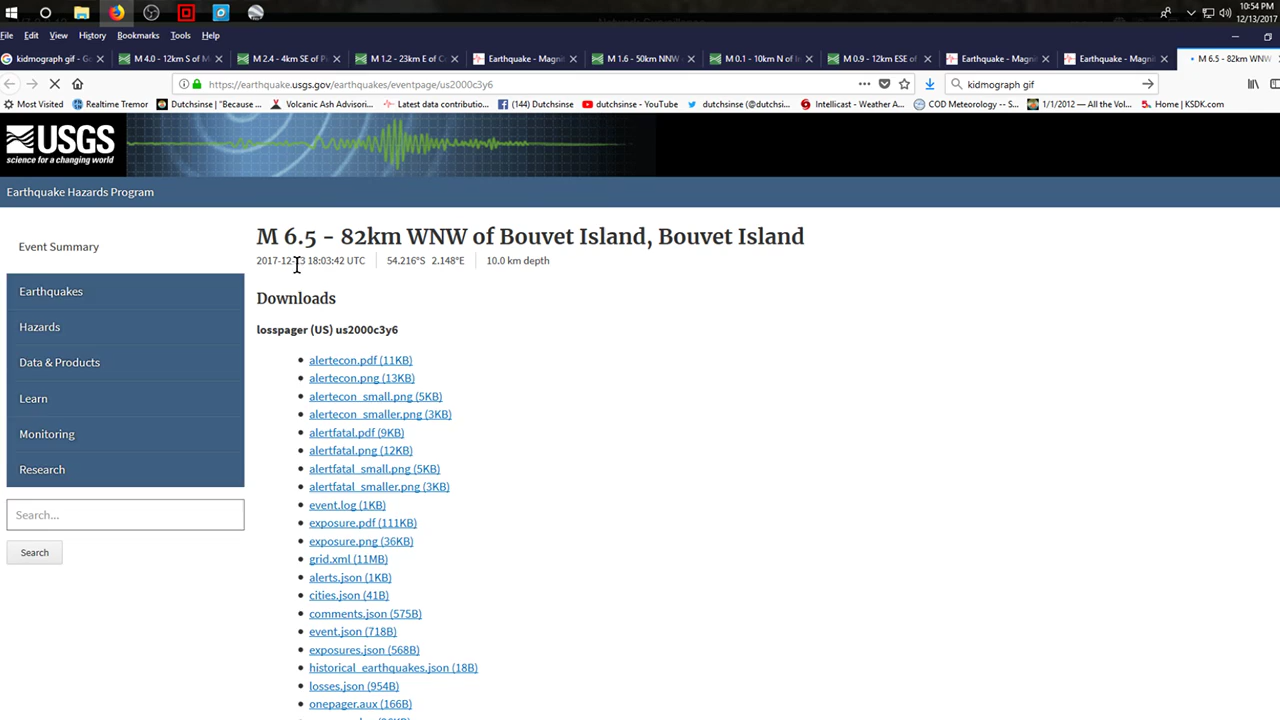 10:54 PM
12/13/2017
File Edit View History Bookmarks Tools Help
kidmograph gif - Go
M 4.0 - 12km S of M
M 2.4 - 4km SE of Pi
M 1.2 - 23km E of C
Earthquake - Magni
M 1.6 - 50km NNW
M 0.1 - 10km N of In
M 0.9 - 12km ESE of
Earthquake - Magni
Earthquake - Magni
M 6.5 - 82km WNW
https://earthquake.usgs.gov/earthquakes/eventpage/us2000c3y6
kidmograph gif
Most Visited Realtime Tremor Dutchsinse | "Because ... Volcanic Ash Advisori... Latest data contributio... (144) Dutchsinse dutchsinse - YouTube dutchsinse (@dutchsi... Intellicast - Weather A... COD Meteorology -- S... 1/1/2012 — All the Vol... Home | KSDK.com
USGS
science for a changing world
Earthquake Hazards Program
Event Summary
Earthquakes
Hazards
Data & Products
Learn
Monitoring
Research
Search...
Search
M 6.5 - 82km WNW of Bouvet Island, Bouvet Island
2017-12-13 18:03:42 UTC 54.216°S 2.148°E 10.0 km depth
Downloads
losspager (US) us2000c3y6
alertecon.pdf (11KB)
alertecon.png (13KB)
alertecon_small.png (5KB)
alertecon_smaller.png (3KB)
alertfatal.pdf (9KB)
alertfatal.png (12KB)
alertfatal_small.png (5KB)
alertfatal_smaller.png (3KB)
event.log (1KB)
exposure.pdf (111KB)
exposure.png (36KB)
grid.xml (11MB)
alerts.json (1KB)
cities.json (41B)
comments.json (575B)
event.json (718B)
exposures.json (568B)
historical_earthquakes.json (18B)
losses.json (954B)
onepager.aux (166B)